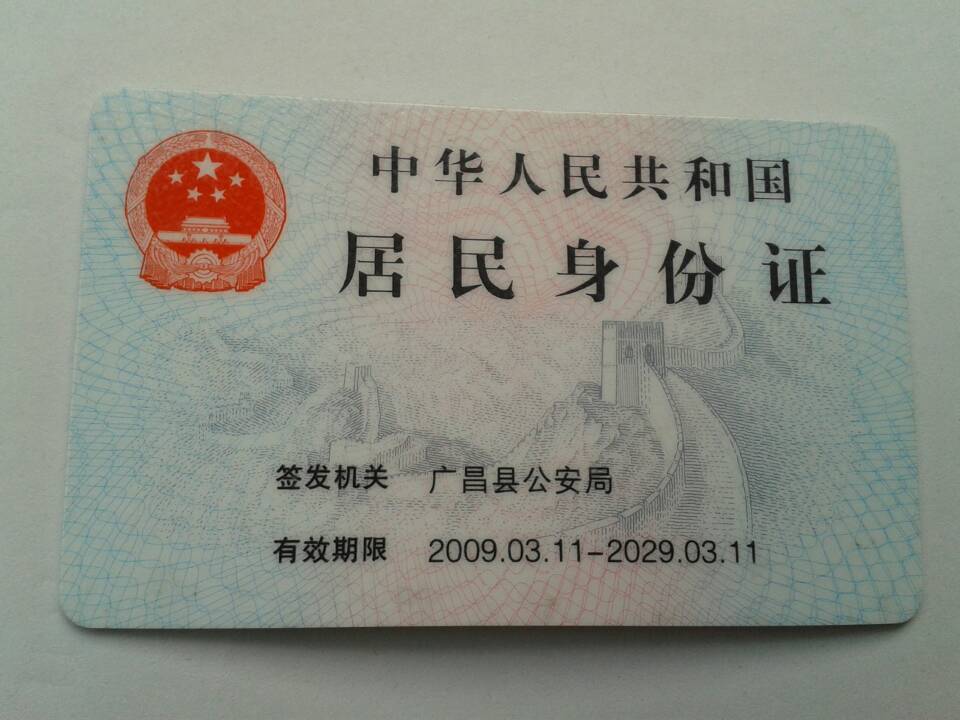 中华人民共和国
居民身份证
签发机关 广昌县公安局
有效期限 2009.03.11-2029.03.11